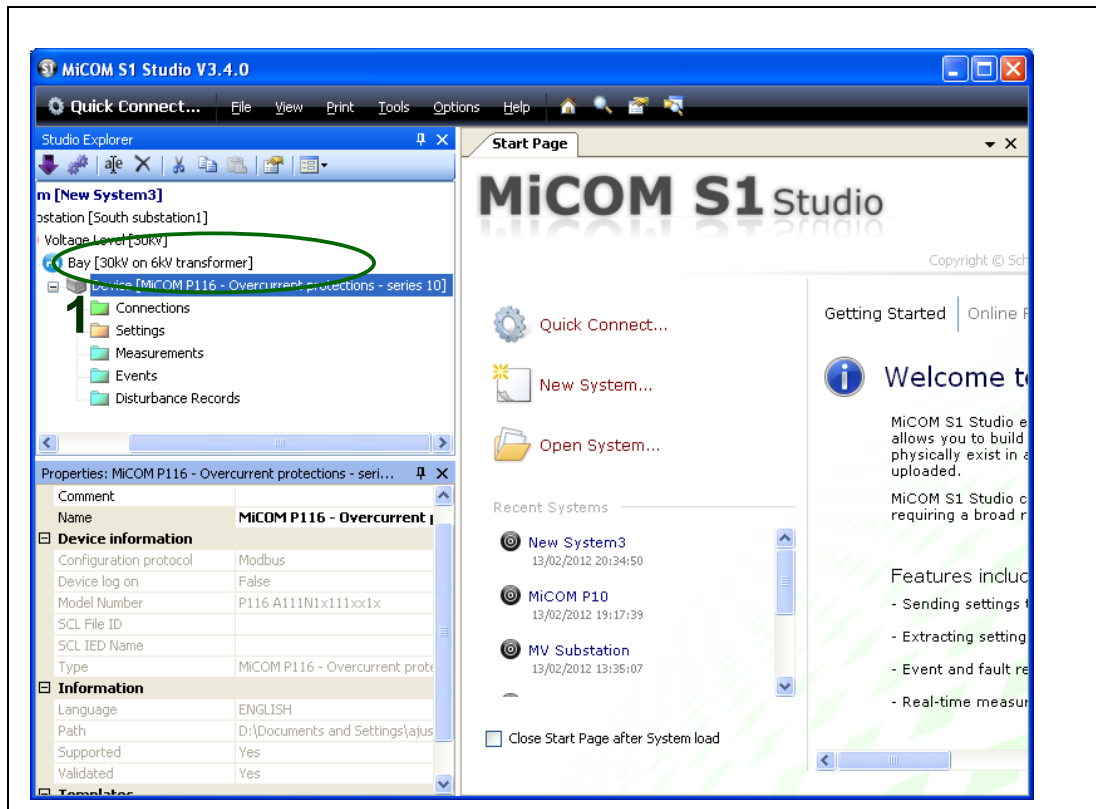 MiCOM S1 Studio V3.4.0
Quick Connect... File View Print Tools Options Help
Studio Explorer
m [New System3]
ostation [South substation1]
Voltage Level [30kV]
Bay [30kV on 6kV transformer]
Device [MiCOM P116 - Overcurrent protections - series 10]
1
Connections
Settings
Measurements
Events
Disturbance Records
Properties: MiCOM P116 - Overcurrent protections - seri...
Comment
Name MiCOM P116 - Overcurrent p
Device information
Configuration protocol Modbus
Device log on False
Model Number P116 A111N1x111xx1x
SCL File ID
SCL IED Name
Type MiCOM P116 - Overcurrent prote
Information
Language ENGLISH
Path D:\Documents and Settings\ajus
Supported Yes
Validated Yes
Templates
Start Page
MiCOM S1 Studio
Copyright © Sch
Quick Connect...
New System...
Open System...
Recent Systems
New System3
13/02/2012 20:34:50
MiCOM P10
13/02/2012 19:17:39
MV Substation
13/02/2012 13:35:07
Close Start Page after System load
Getting Started Online R
Welcome to
MiCOM S1 Studio e
allows you to build
physically exist in a
uploaded.
MiCOM S1 Studio c
requiring a broad r
Features includ
- Sending settings t
- Extracting setting
- Event and fault re
- Real-time measur